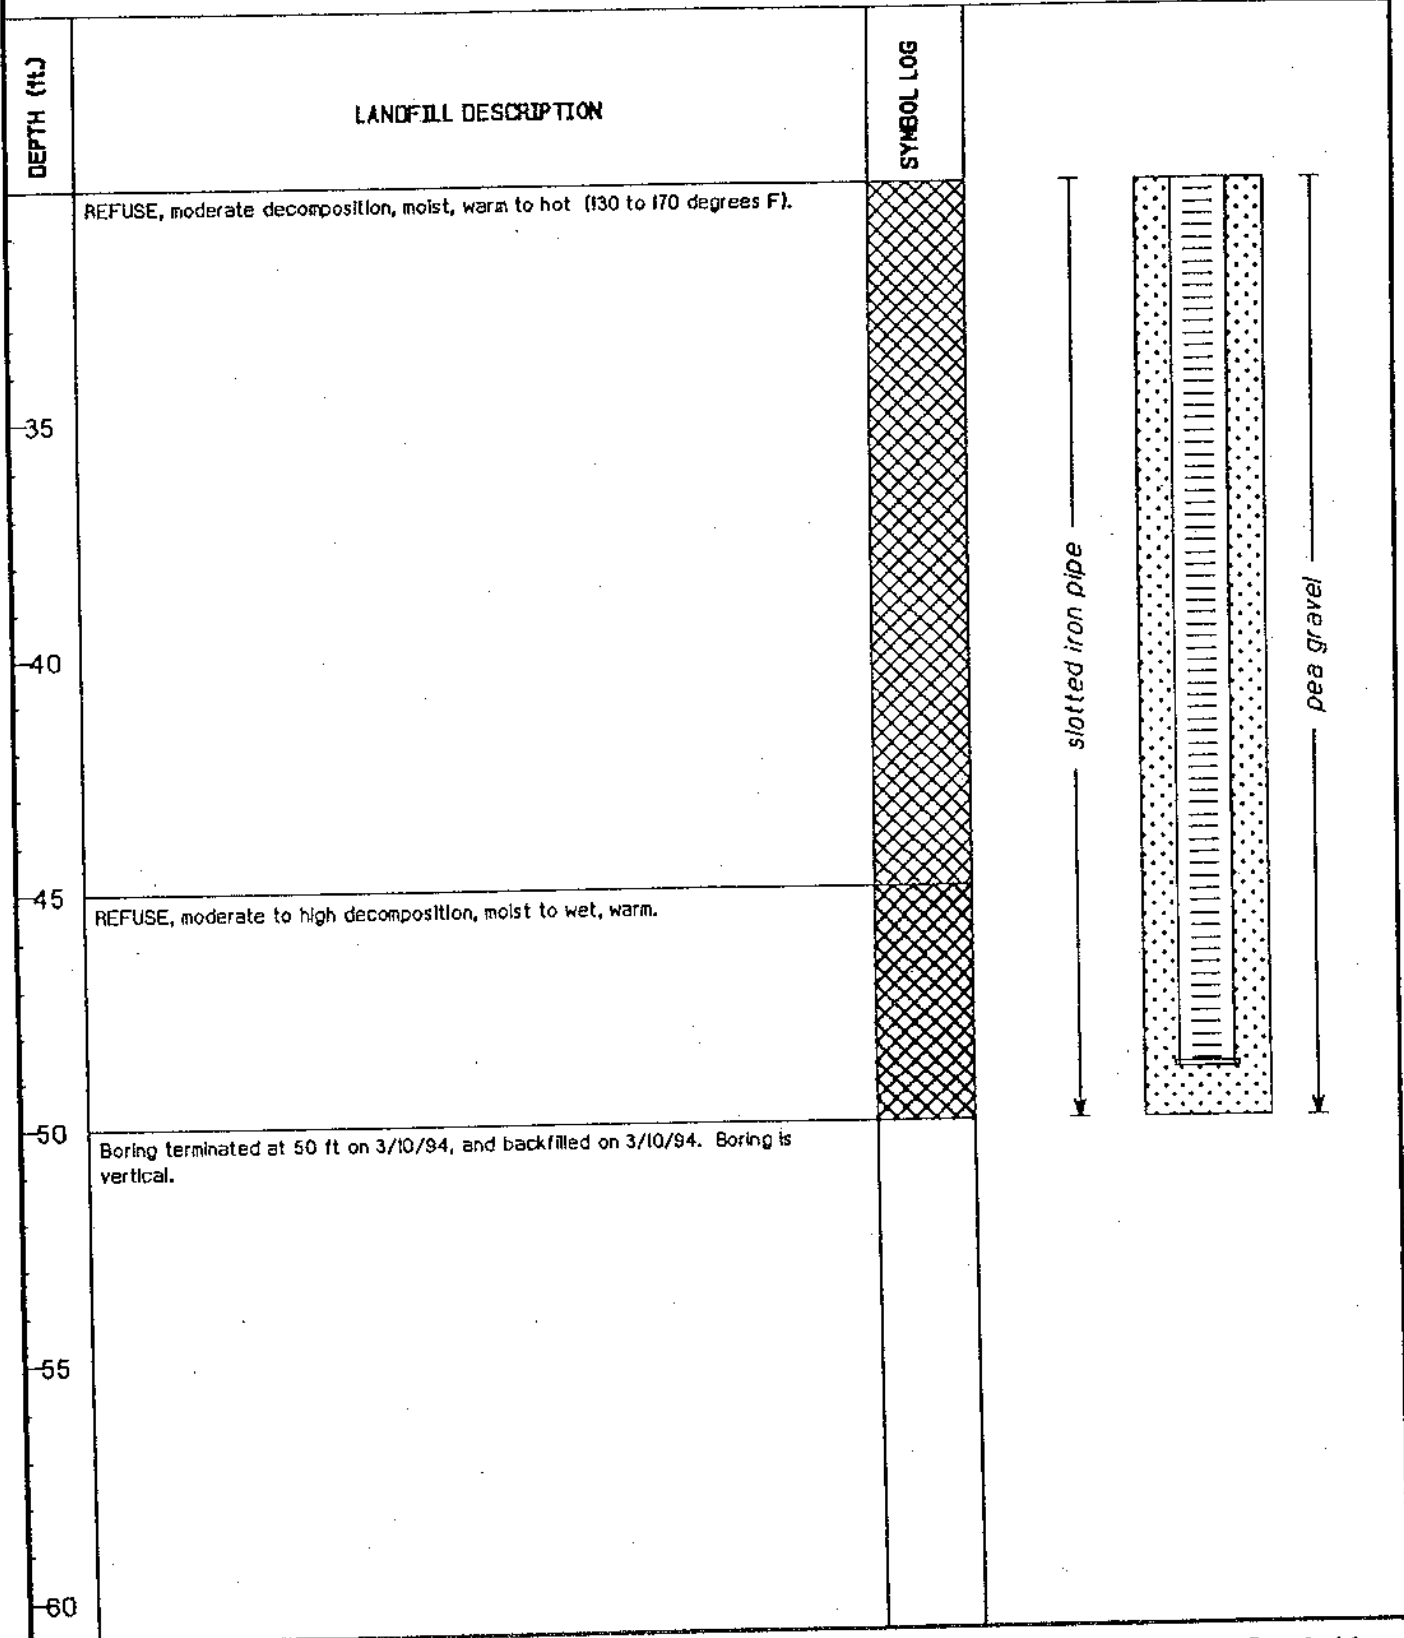 DEPTH (ft.)
LANDFILL DESCRIPTION
SYMBOL LOG
REFUSE, moderate decomposition, moist, warm to hot (130 to 170 degrees F).
35
40
45
REFUSE, moderate to high decomposition, moist to wet, warm.
50
Boring terminated at 50 ft on 3/10/94, and backfilled on 3/10/94. Boring is
vertical.
55
60
slotted iron pipe
pea gravel